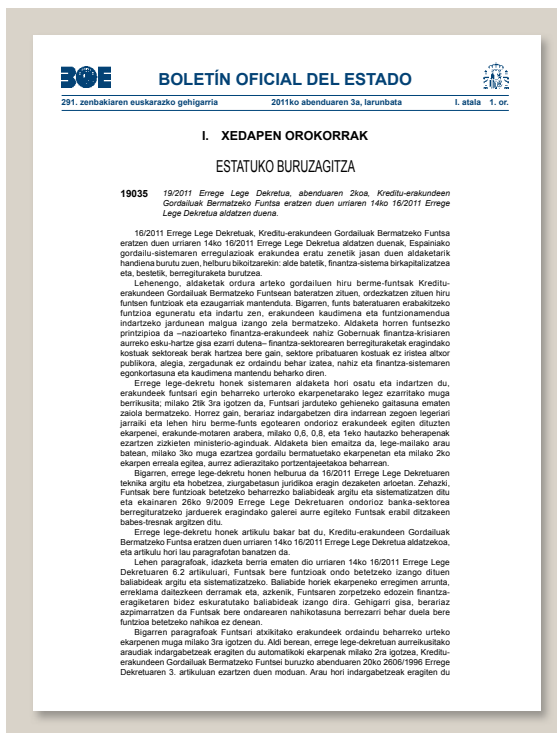 BOE
BOLETÍN OFICIAL DEL ESTADO
291. zenbakiaren euskarazko gehigarria 2011ko abenduaren 3a, larunbata I. atala 1. or.
I. XEDAPEN OROKORRAK
ESTATUKO BURUZAGITZA
19035 19/2011 Errege Lege Dekretua, abenduaren 2koa, Kreditu-erakundeen
Gordailuak Bermatzeko Funtsa eratzen duen urriaren 14ko 16/2011 Errege
Lege Dekretua aldatzen duena.
16/2011 Errege Lege Dekretuak, Kreditu-erakundeen Gordailuak Bermatzeko Funtsa
eratzen duen urriaren 14ko 16/2011 Errege Lege Dekretua aldatzen duenak, Espainiako
gordailu-sistemaren erregulazioak erakundea eratu zenetik jasan duen aldaketarik
handiena burutu zuen, helburu bikoitzarekin: alde batetik, finantza-sistema birkapitalizatzea
eta, bestetik, berregituraketa burutzea.
Lehenengo, aldaketak ordura arteko gordailuen hiru berme-funtsak Kreditu-
erakundeen Gordailuak Bermatzeko Funtsean bateratzen zituen, ordezkatzen zituen hiru
funtsen funtzioak eta ezaugarriak mantenduta. Bigarren, funts bateratuaren erabakitzeko
funtzioa eguneratu eta indartu zen, erakundeen kaudimena eta funtzionamendua
indartzeko jardunean malgua izango zela bermatzeko. Aldaketa horren funtsezko
printzipioa da –nazioarteko finantza-erakundeek nahiz Gobernuak finantza-krisiaren
aurreko esku-hartze gisa ezarri dutena– finantza-sektorearen berregituraketak eragindako
kostuak sektoreak berak hartzea bere gain, sektore pribatuaren kostuak ez iristea altxor
publikora, alegia, zergadunak ez ordaindu behar izatea, nahiz eta finantza-sistemaren
egonkortasuna eta kaudimena mantendu beharko diren.
Errege lege-dekretu honek sistemaren aldaketa hori osatu eta indartzen du,
erakundeek funtsari egin beharreko urteroko ekarpenetarako legez ezarritako muga
berrikusita; milako 2tik 3ra igotzen da, Funtsari jarduteko gehieneko gaitasuna ematen
zaiola bermatzeko. Horrez gain, berariaz indargabetzen dira indarrean zegoen legeriari
jarraiki eta lehen hiru berme-funts egotearen ondorioz erakundeek egiten dituzten
ekarpenei, erakunde-motaren arabera, milako 0,6, 0,8, eta 1eko hautazko beherapenak
ezartzen zizkieten ministerio-aginduak. Aldaketa bien emaitza da, lege-mailako arau
batean, milako 3ko muga ezartzea gordailu bermatuetako ekarpenetan eta milako 2ko
ekarpen erreala egitea, aurrez adierazitako portzentajeetakoa beharrean.
Bigarren, errege lege-dekretu honen helburua da 16/2011 Errege Lege Dekretuaren
teknika argitu eta hobetzea, ziurgabetasun juridikoa eragin dezaketen arloetan. Zehazki,
Funtsak bere funtzioak betetzeko beharrezko baliabideak argitu eta sistematizatzen ditu
eta ekainaren 26ko 9/2009 Errege Lege Dekretuaren ondorioz banka-sektorea
berregituratzeko jarduerek eragindako galerei aurre egiteko Funtsak erabil ditzakeen
babes-tresnak argitzen ditu.
Errege lege-dekretu honek artikulu bakar bat du, Kreditu-erakundeen Gordailuak
Bermatzeko Funtsa eratzen duen urriaren 14ko 16/2011 Errege Lege Dekretua aldatzekoa,
eta artikulu hori lau paragrafotan banatzen da.
Lehen paragrafoak, idazketa berria ematen dio urriaren 14ko 16/2011 Errege Lege
Dekretuaren 6.2 artikuluari, Funtsak bere funtzioak ondo betetzeko izango dituen
baliabideak argitu eta sistematizatzeko. Baliabide horiek ekarpeneko erregimen arrunta,
erreklama daitezkeen derramak eta, azkenik, Funtsaren zorpetzeko edozein finantza-
eragiketaren bidez eskuratutako baliabideak izango dira. Gehigarri gisa, berariaz
azpimarratzen da Funtsak bere ondarearen nahikotasuna berrezarri behar duela bere
funtzioa betetzeko nahikoa ez denean.
Bigarren paragrafoak Funtsari atxikitako erakundeek ordaindu beharreko urteko
ekarpenen muga milako 3ra igotzen du. Aldi berean, errege lege-dekretuan aurreikusitako
araudiak indargabetzeak eragiten du automatikoki ekarpenak milako 2ra igotzea, Kreditu-
erakundeen Gordailuak Bermatzeko Funtsei buruzko abenduaren 20ko 2606/1996 Errege
Dekretuaren 3. artikuluan ezartzen duen moduan. Arau hori indargabetzeak eragiten du